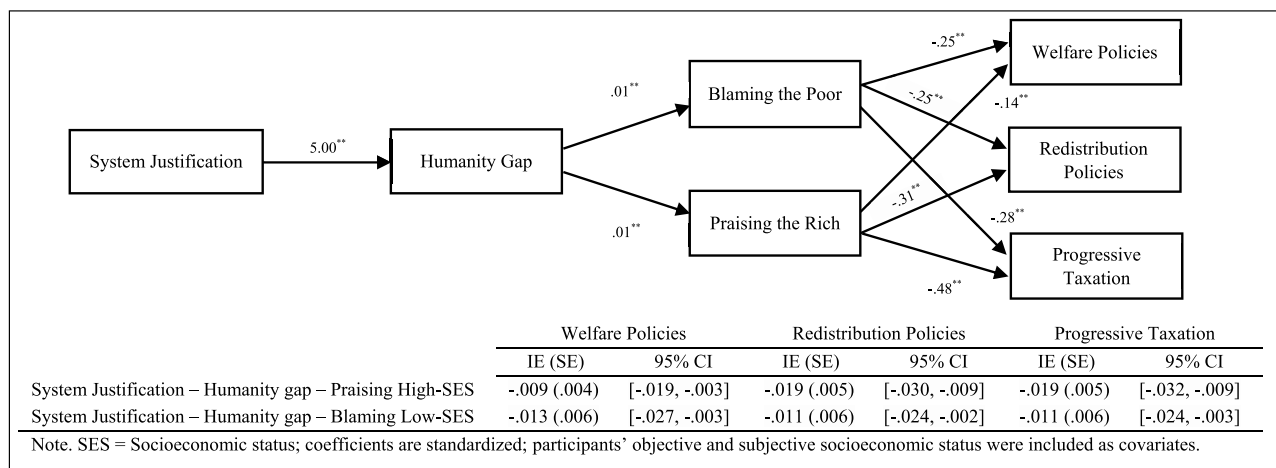 -.25**
Welfare Policies
Blaming the Poor
.01**
-.25**
-.14**
5.00**
System Justification
Humanity Gap
Redistribution
Policies
-.31**
Praising the Rich
.01**
-.28**
Progressive
Taxation
-.48**
Welfare Policies Redistribution Policies Progressive Taxation
IE (SE) 95% CI IE (SE) 95% CI IE (SE) 95% CI
System Justification – Humanity gap – Praising High-SES -.009 (.004) [-.019, -.003] -.019 (.005) [-.030, -.009] -.019 (.005) [-.032, -.009]
System Justification – Humanity gap – Blaming Low-SES -.013 (.006) [-.027, -.003] -.011 (.006) [-.024, -.002] -.011 (.006) [-.024, -.003]
Note. SES = Socioeconomic status; coefficients are standardized; participants’ objective and subjective socioeconomic status were included as covariates.